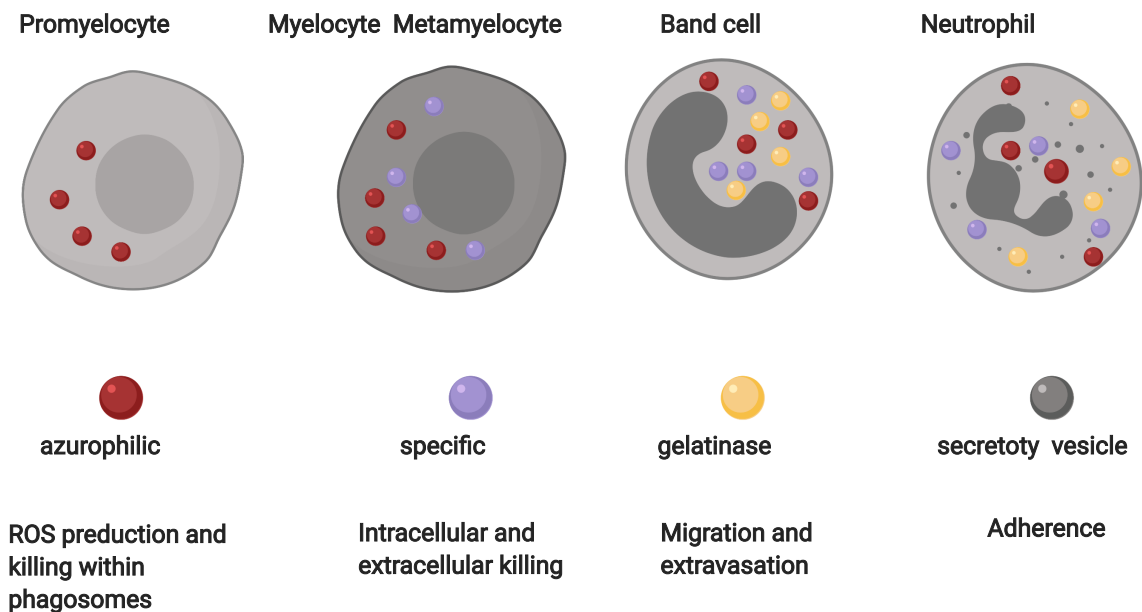 Promyelocyte
Myelocyte Metamyelocyte
Band cell
Neutrophil
azurophilic
specific
gelatinase
secretoty vesicle
ROS preduction and
killing within
phagosomes
Intracellular and
extracellular killing
Migration and
extravasation
Adherence